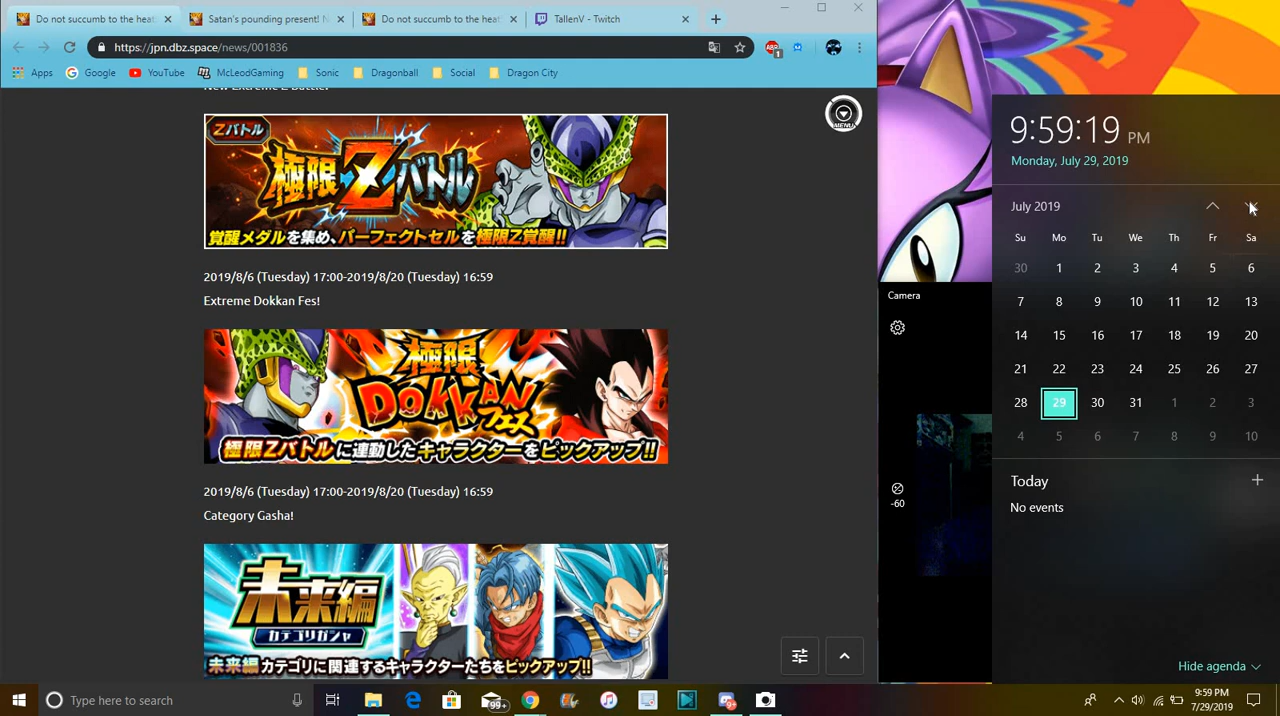 Do not succumb to the heat
Satan's pounding present! N
Do not succumb to the heat
TallenV - Twitch
https://jpn.dbz.space/news/001836
ABP
1
Apps
Google
YouTube
McLeodGaming
Sonic
Dragonball
Social
Dragon City
New Extreme Z Battle!
MENU
Zバトル
極限Zバトル
覚醒メダルを集め、パーフェクトセルを極限Z覚醒!!
2019/8/6 (Tuesday) 17:00-2019/8/20 (Tuesday) 16:59
Extreme Dokkan Fes!
極限
DOKKAN
フェス
極限Zバトルに連動したキャラクターをピックアップ!!
2019/8/6 (Tuesday) 17:00-2019/8/20 (Tuesday) 16:59
Category Gasha!
未来編
カテゴリガシャ
未来編カテゴリに関連するキャラクターたちをピックアップ!!
9:59:19 PM
Monday, July 29, 2019
July 2019
Su Mo Tu We Th Fr Sa
30 1 2 3 4 5 6
7 8 9 10 11 12 13
14 15 16 17 18 19 20
21 22 23 24 25 26 27
28 29 30 31 1 2 3
4 5 6 7 8 9 10
Today
No events
Hide agenda
Camera
-60
Type here to search
99+
9+
9:59 PM
7/29/2019